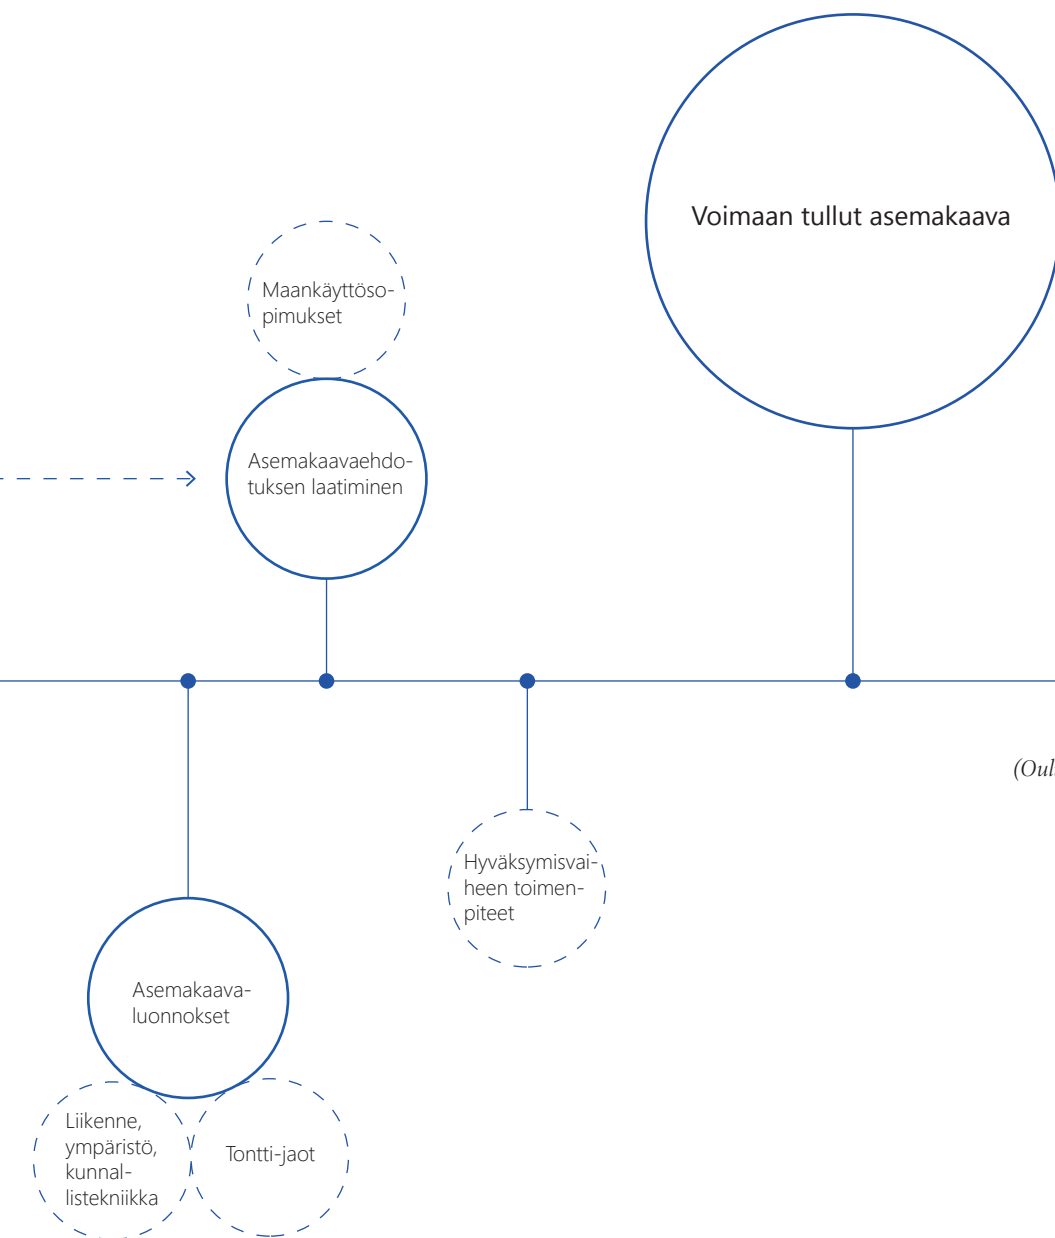 Voimaan tullut asemakaava
Maankäyttöso-
pimukset
Asemakaavaehdo-
tuksen laatiminen
(Oul
Hyväksymisvai-
heen toimen-
piteet
Asemakaava-
luonnokset
Liikenne,
ympäristö,
kunnal-
listekniikka
Tontti-jaot